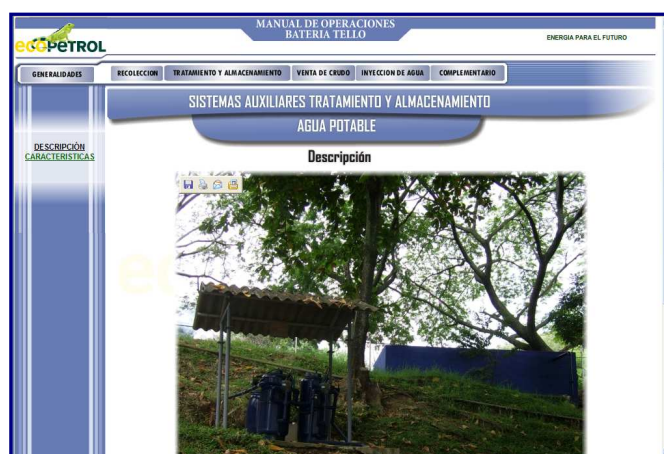 MANUAL DE OPERACIONES
BATERIA TELLO
ecoPETROL
ENERGIA PARA EL FUTURO
GENERALIDADES
RECOLECCION
TRATAMIENTO Y ALMACENAMIENTO
VENTA DE CRUDO
INYECCION DE AGUA
COMPLEMENTARIO
SISTEMAS AUXILIARES TRATAMIENTO Y ALMACENAMIENTO
AGUA POTABLE
DESCRIPCIÓN
CARACTERISTICAS
Descripción